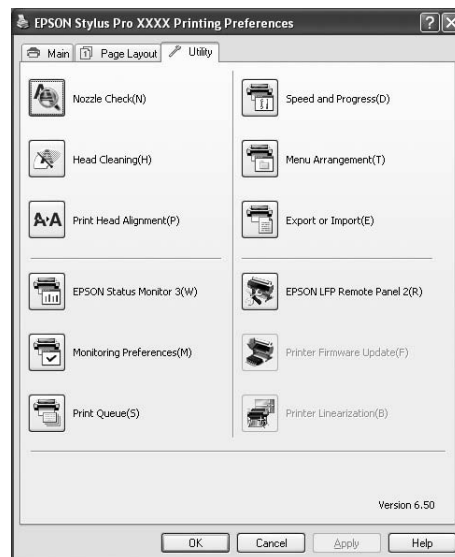 EPSON Stylus Pro XXXX Printing Preferences
Main
Page Layout
Utility
Nozzle Check(N)
Speed and Progress(D)
Head Cleaning(H)
Menu Arrangement(T)
A▸A
Print Head Alignment(P)
Export or Import(E)
EPSON Status Monitor 3(W)
EPSON LFP Remote Panel 2(R)
Monitoring Preferences(M)
Printer Firmware Update(F)
Print Queue(S)
Printer Linearization(B)
Version 6.50
OK
Cancel
Apply
Help